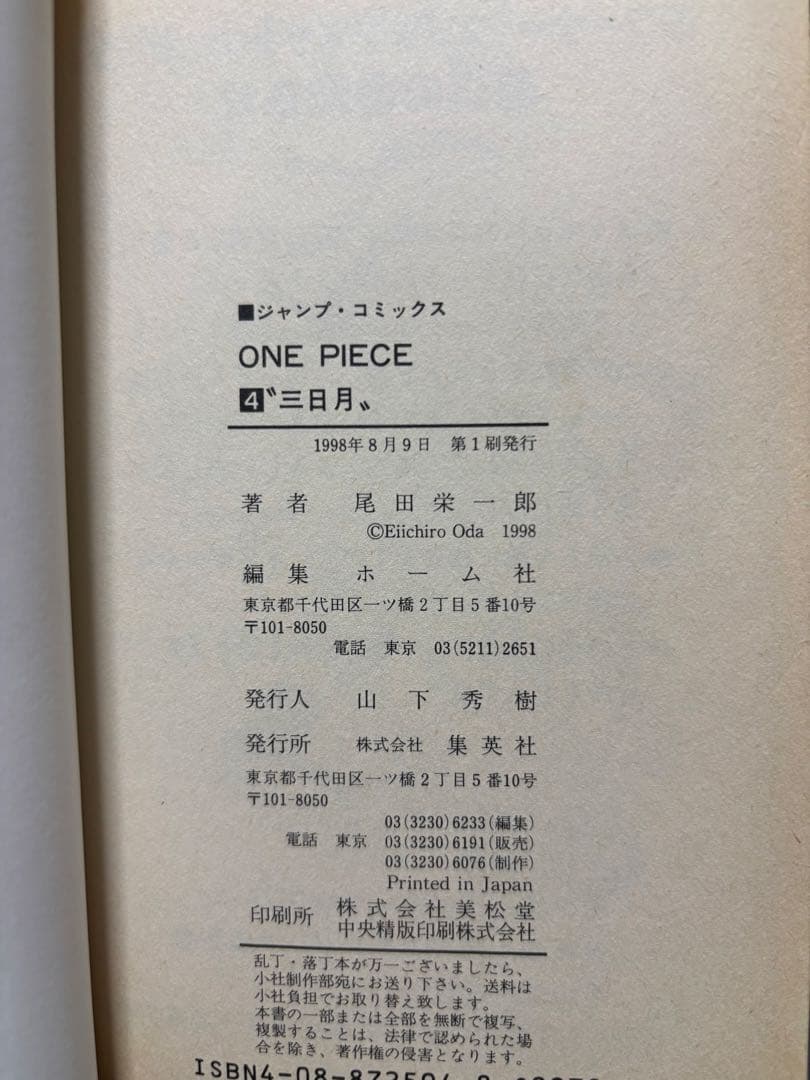 ■ジャンプ・コミックス
ONE PIECE
4〝三日月〟
1998年8月9日 第1刷発行
著者 尾田栄一郎
©Eiichiro Oda 1998
編集 ホーム社
東京都千代田区一ツ橋2丁目5番10号
〒101-8050
電話 東京 03(5211)2651
発行人 山下秀樹
発行所 株式会社 集英社
東京都千代田区一ツ橋2丁目5番10号
〒101-8050
03(3230)6233(編集)
電話 東京 03(3230)6191(販売)
03(3230)6076(制作)
Printed in Japan
印刷所 株式会社美松堂
中央精版印刷株式会社
乱丁・落丁本が万一ございましたら、
小社制作部宛にお送り下さい。送料は
小社負担でお取り替え致します。
本書の一部または全部を無断で複写、
複製することは、法律で認められた場
合を除き、著作権の侵害となります。
ISBN4-08-872594-